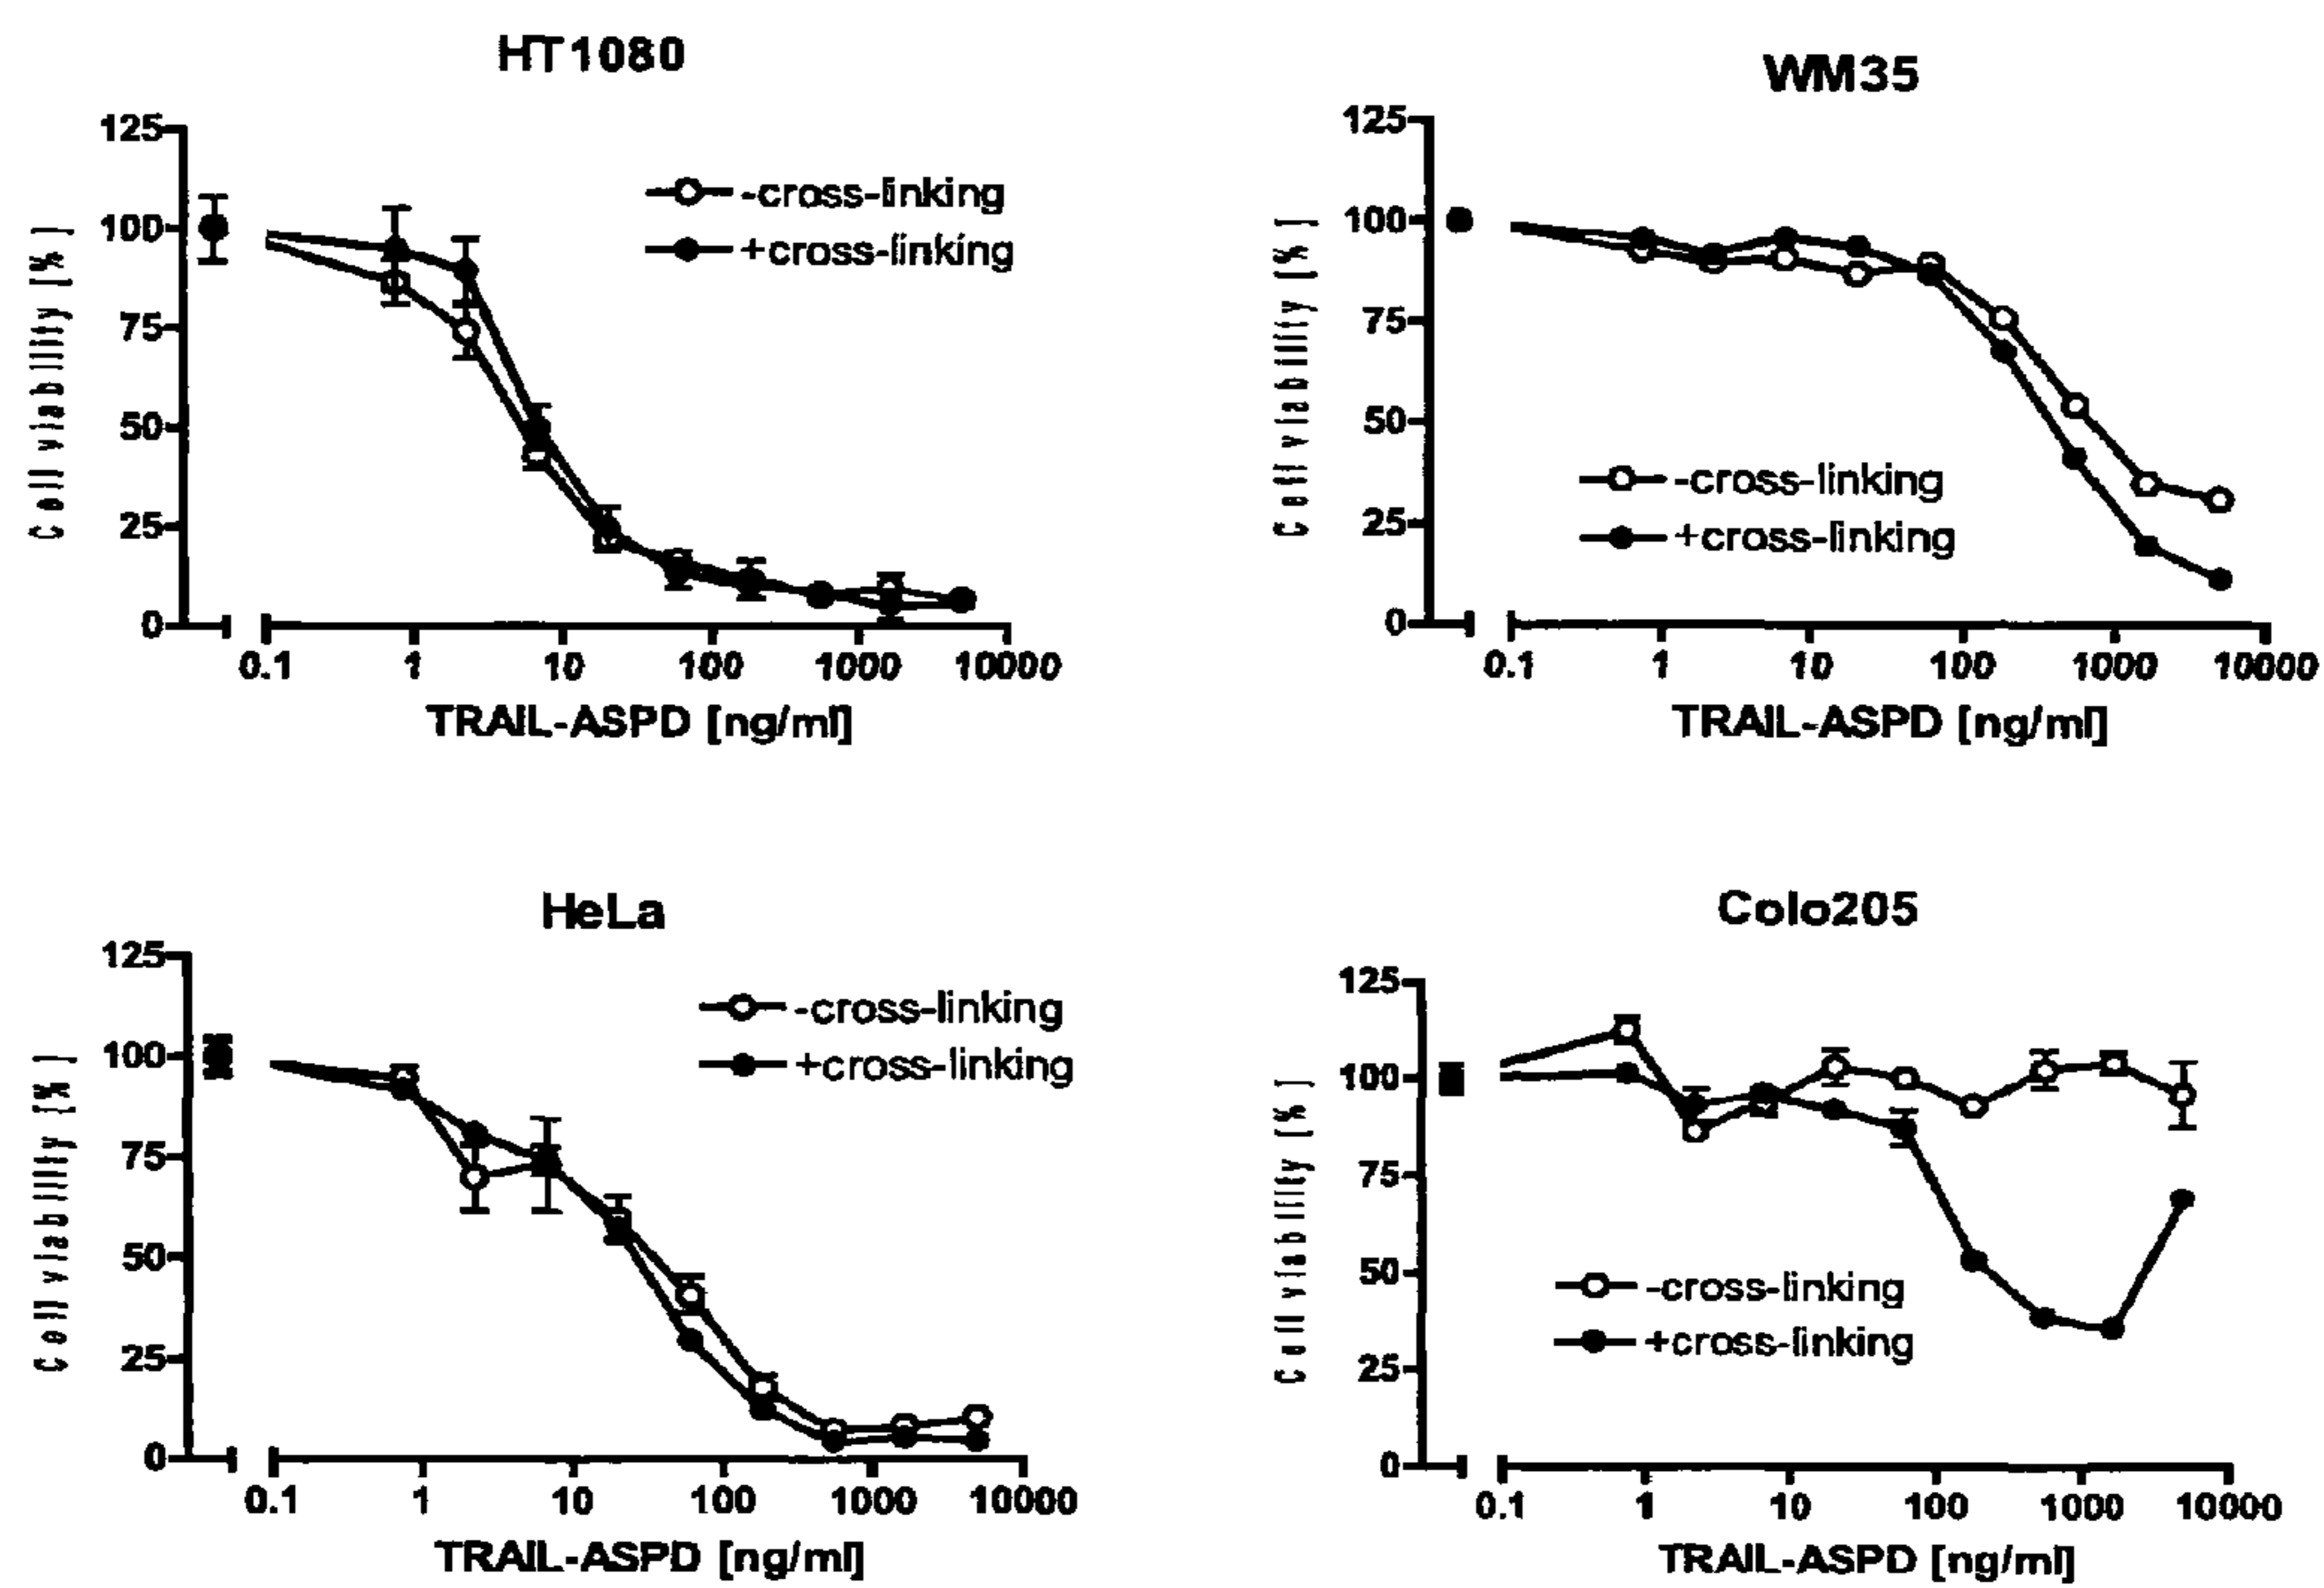 HT1080
125
100
75
50
25
0
Cell viability [%]
-cross-linking
+cross-linking
0.1 1 10 100 1000 10000
TRAIL-ASPD [ng/ml]
WM35
125
100
75
50
25
0
Cell viability [%]
-cross-linking
+cross-linking
0.1 1 10 100 1000 10000
TRAIL-ASPD [ng/ml]
HeLa
125
100
75
50
25
0
Cell viability [%]
-cross-linking
+cross-linking
0.1 1 10 100 1000 10000
TRAIL-ASPD [ng/ml]
Colo205
125
100
75
50
25
0
Cell viability [%]
-cross-linking
+cross-linking
0.1 1 10 100 1000 10000
TRAIL-ASPD [ng/ml]